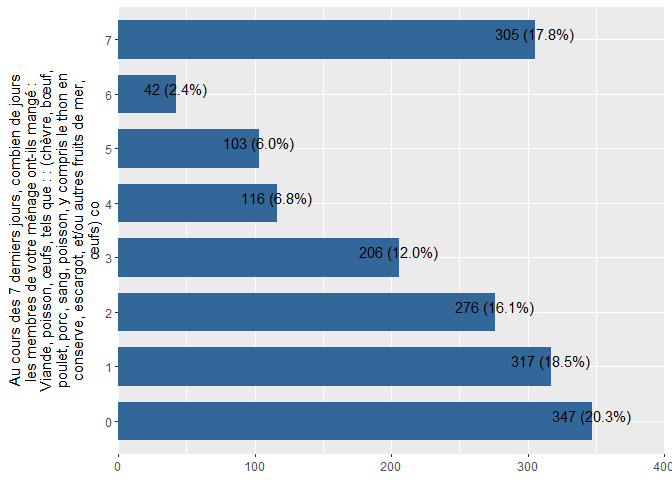 Au cours des 7 derniers jours, combien de jours
les membres de votre ménage ont-ils mangé :
Viande, poisson, œufs, tels que : : (chèvre, bœuf,
poulet, porc, sang, poisson, y compris le thon en
conserve, escargot, et/ou autres fruits de mer,
œufs) co
7
305 (17.8%)
6
42 (2.4%)
5
103 (6.0%)
4
116 (6.8%)
3
206 (12.0%)
2
276 (16.1%)
1
317 (18.5%)
0
347 (20.3%)
0 100 200 300 400